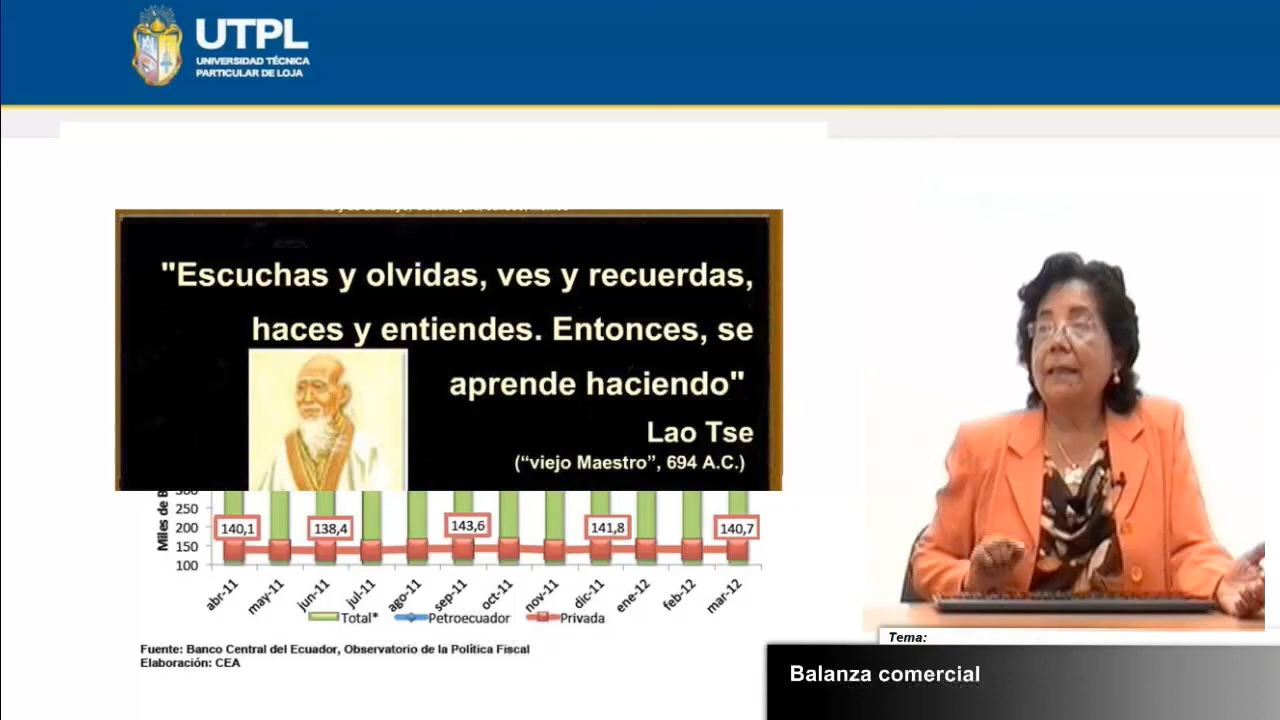 UTPL
UNIVERSIDAD TÉCNICA
PARTICULAR DE LOJA
"Escuchas y olvidas, ves y recuerdas,
haces y entiendes. Entonces, se
aprende haciendo"
Lao Tse
(“viejo Maestro”, 694 A.C.)
Miles de B
300
250
200
150
100
140,1
138,4
143,6
141,8
140,7
abr-11
may-11
jun-11
jul-11
ago-11
sep-11
oct-11
nov-11
dic-11
ene-12
feb-12
mar-12
Total*
Petroecuador
Privada
Fuente: Banco Central del Ecuador, Observatorio de la Política Fiscal
Elaboración: CEA
Tema:
Balanza comercial